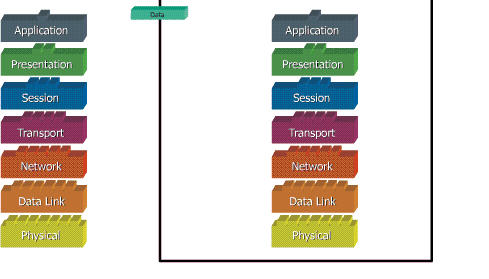 Data
Application
Presentation
Session
Transport
Network
Data Link
Physical
Application
Presentation
Session
Transport
Network
Data Link
Physical